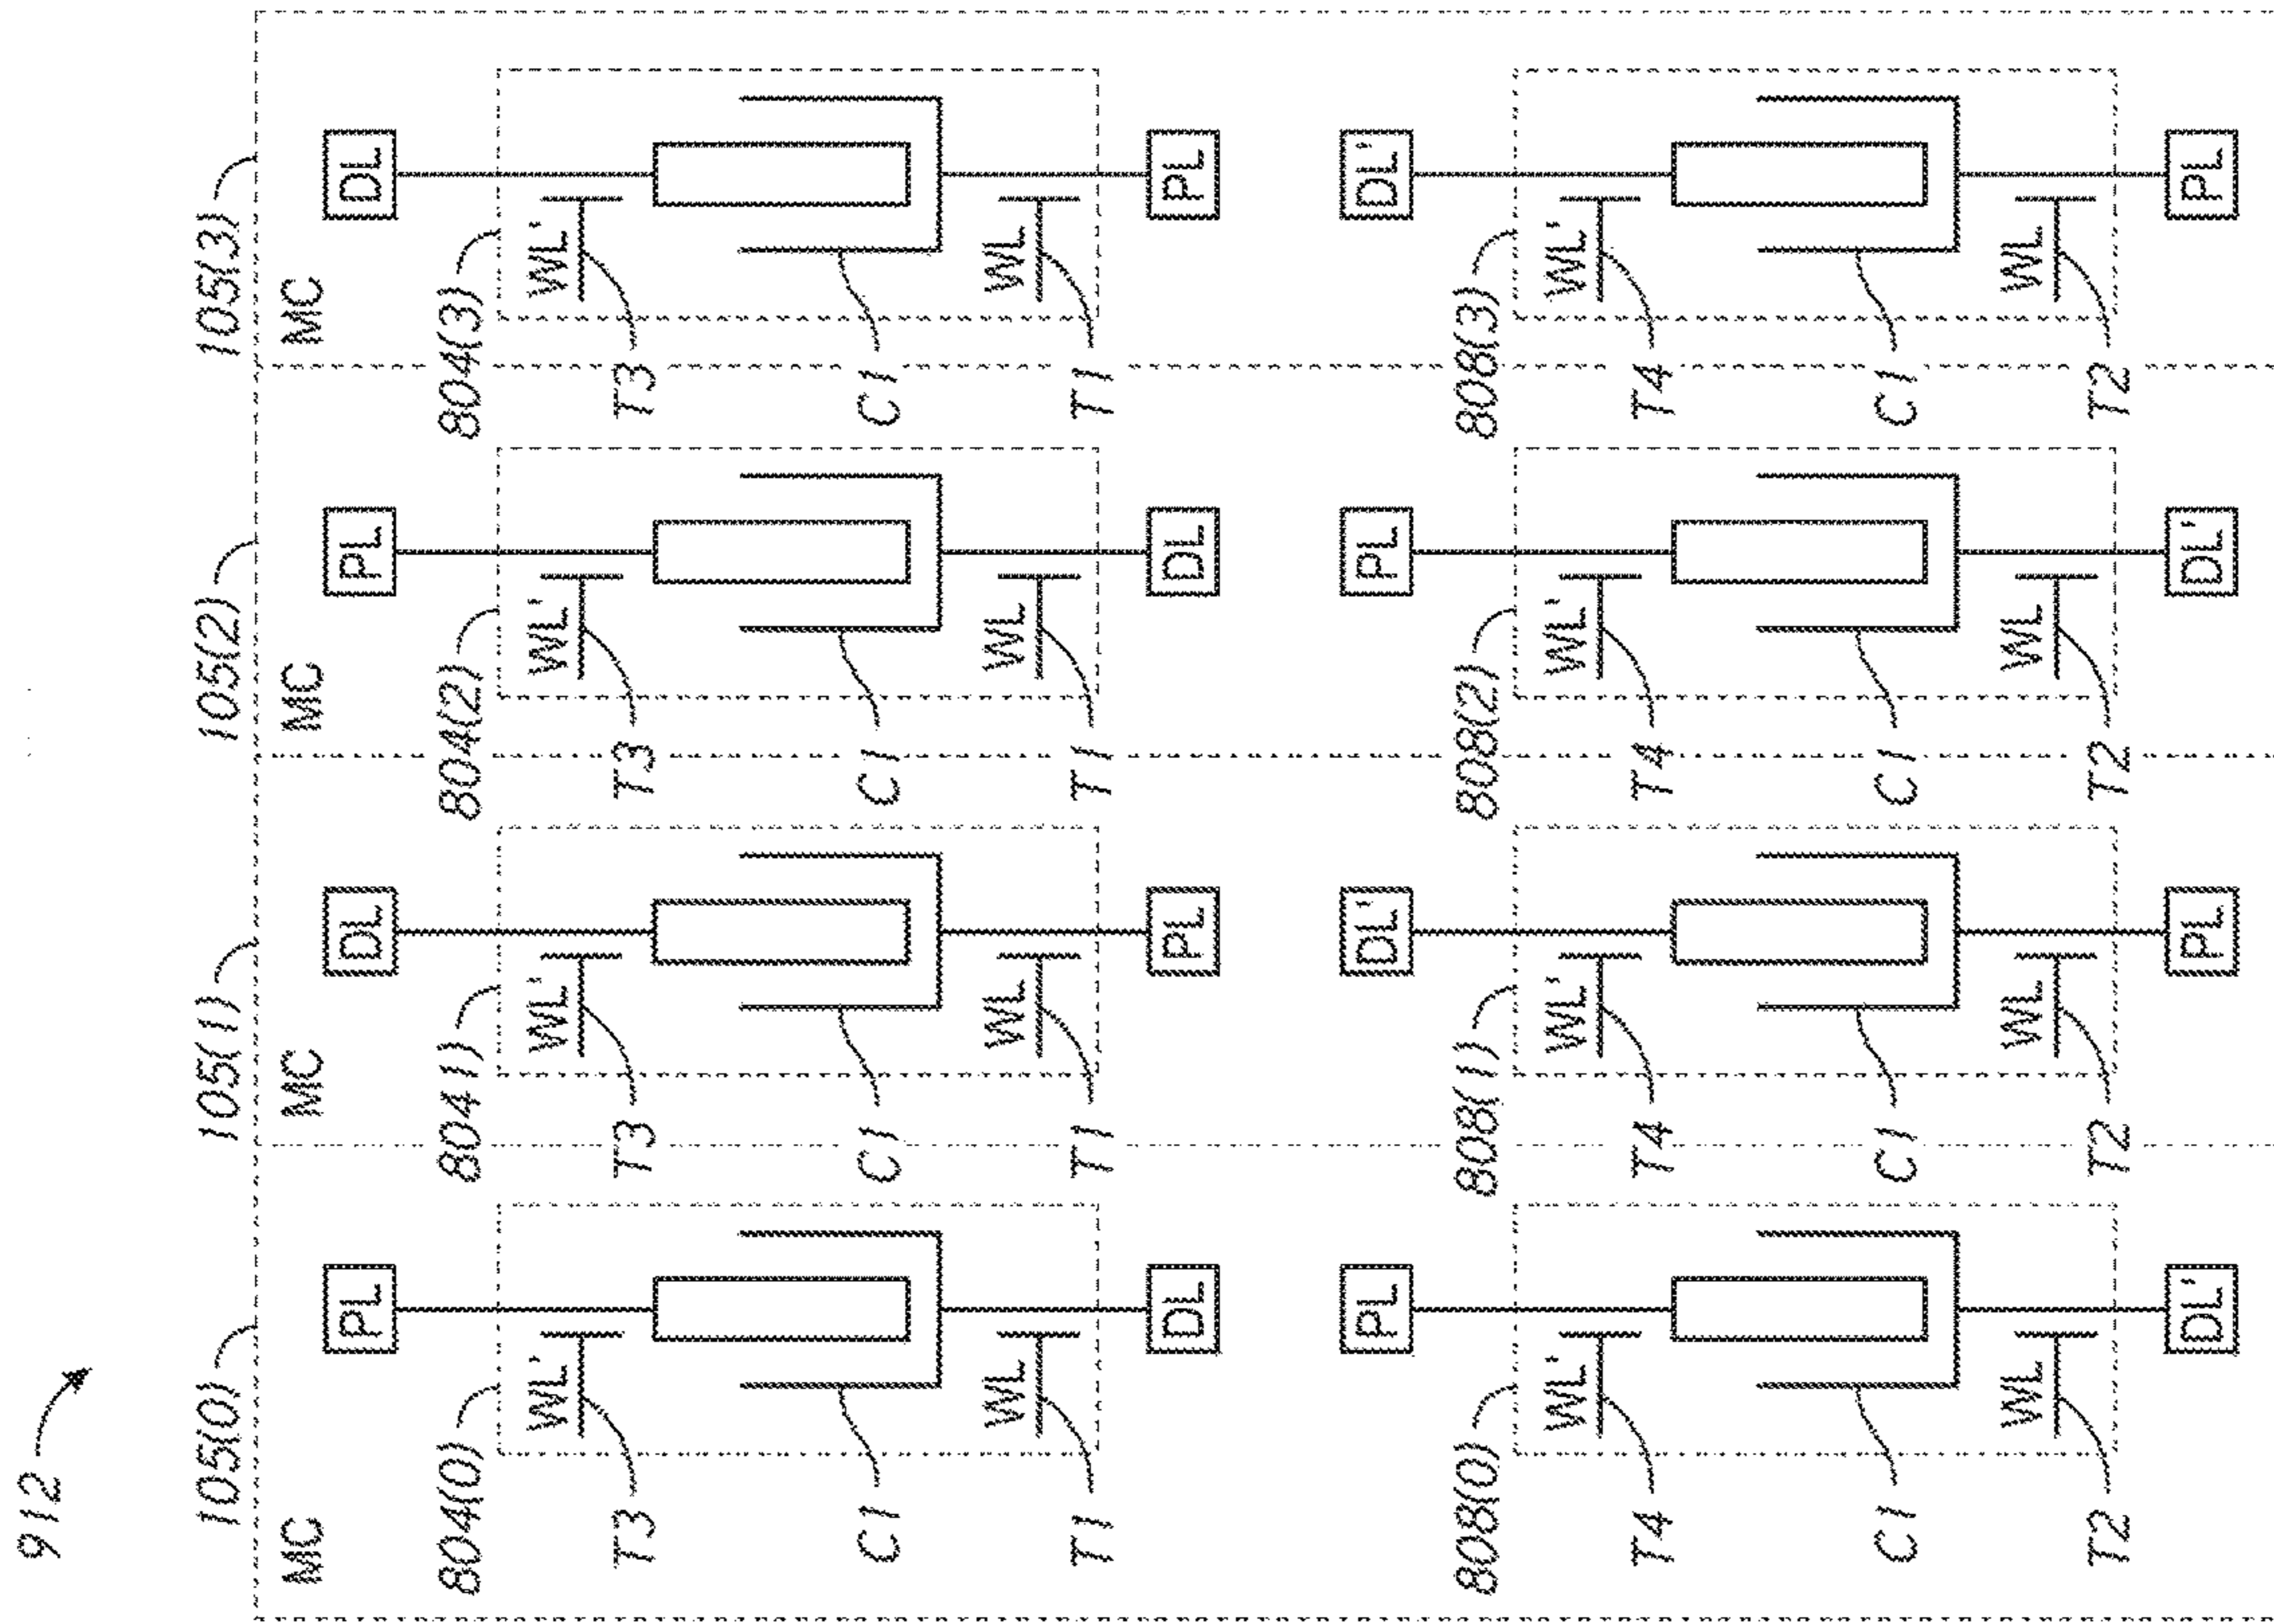 912
105(0) 105(1) 105(2) 105(3)
MC MC MC MC
PL DL PL DL
804(0) 804 1) 804(2) 804(3)
WL' WL' WL' WL'
T3 T3 T3 T3
C1 C1 C1 C1
WL WL WL WL
T1 T1 T1 T1
DL PL DL PL
PL DL' PL DL'
808(0) 808(1) 808(2) 808(3)
WL' WL' WL' WL'
T4 T4 T4 T4
C1 C1 C1 C1
WL WL WL WL
T2 T2 T2 T2
DL' PL DL' PL